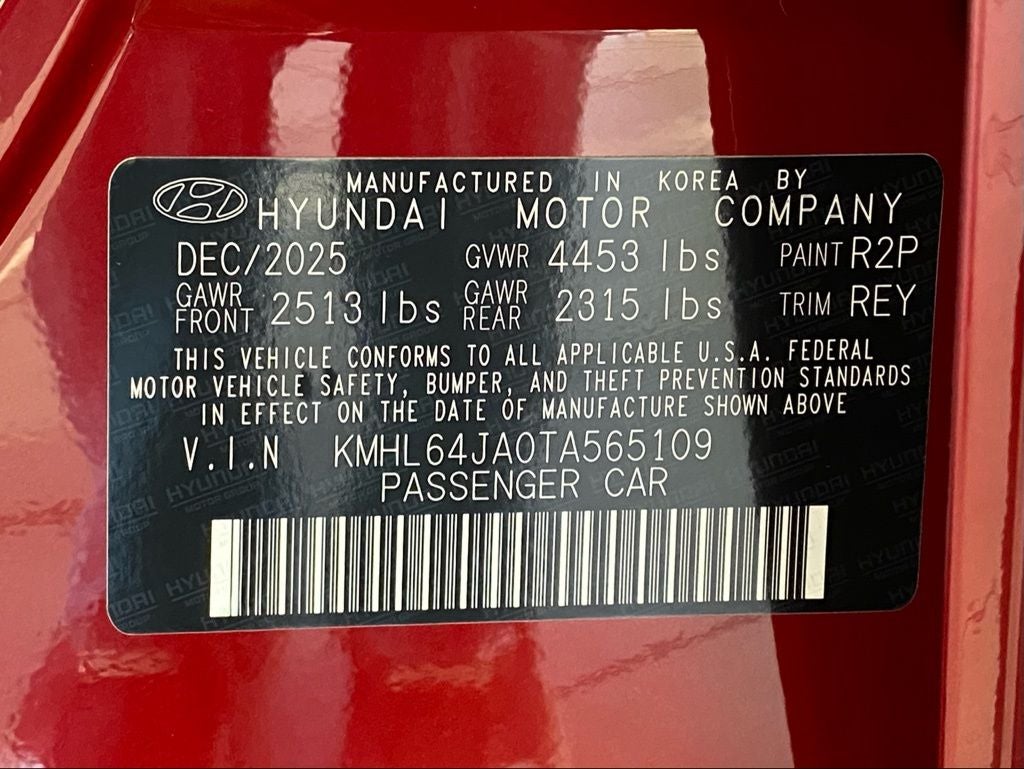 MANUFACTURED IN KOREA BY
HYUNDAI MOTOR COMPANY
DEC/2025 GVWR 4453 lbs PAINT R2P
GAWR FRONT 2513 lbs GAWR REAR 2315 lbs TRIM REY
THIS VEHICLE CONFORMS TO ALL APPLICABLE U.S.A. FEDERAL
MOTOR VEHICLE SAFETY, BUMPER, AND THEFT PREVENTION STANDARDS
IN EFFECT ON THE DATE OF MANUFACTURE SHOWN ABOVE
V.I.N KMHL64JA0TA565109
PASSENGER CAR